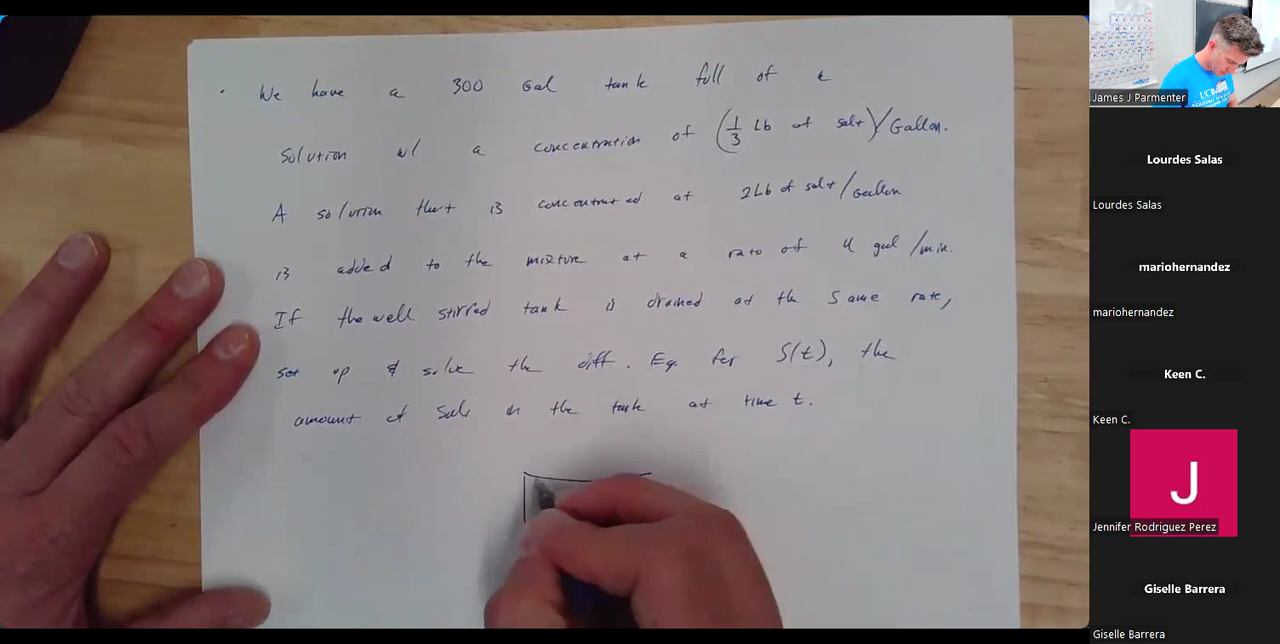 We have a 300 Gal tank full of a
solution w/ a concentration of (1/3 Lb of salt)/Gallon.
A solution that is concentrated at 2Lb of salt/Gallon
is added to the mixture at a rate of 4 gal/min.
If the well stirred tank is drained at the same rate,
set up & solve the diff. Eq. for S(t), the
amount of Salt in the tank at time t.
James J Parmenter
Lourdes Salas
Lourdes Salas
mariohernandez
mariohernandez
Keen C.
Keen C.
J
Jennifer Rodriguez Perez
Giselle Barrera
Giselle Barrera